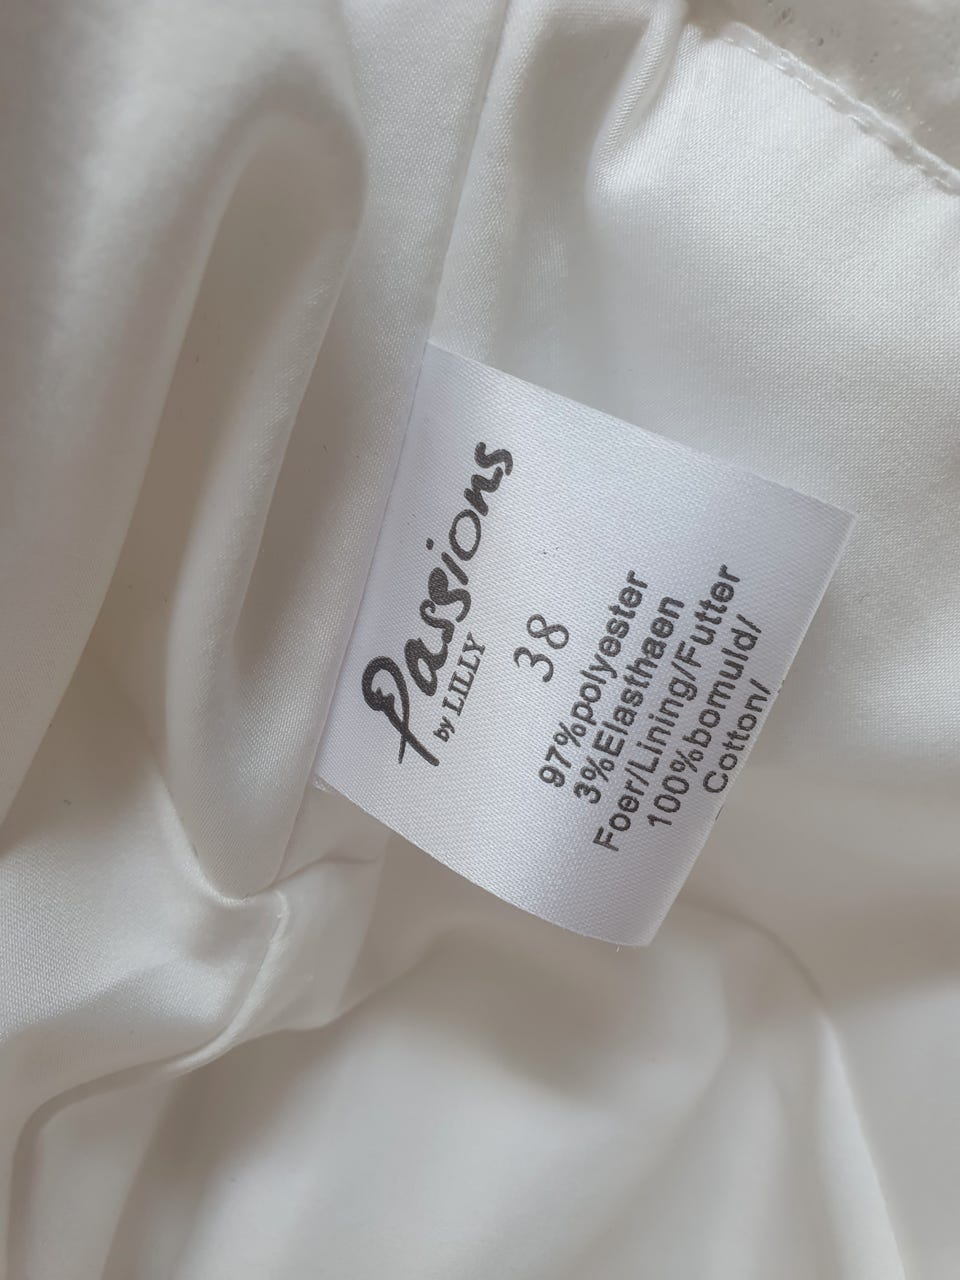 Passions
by LILLY
38
97%polyester
3%Elasthaen
Foer/Lining/Futter
100%bomuld/
Cotton/